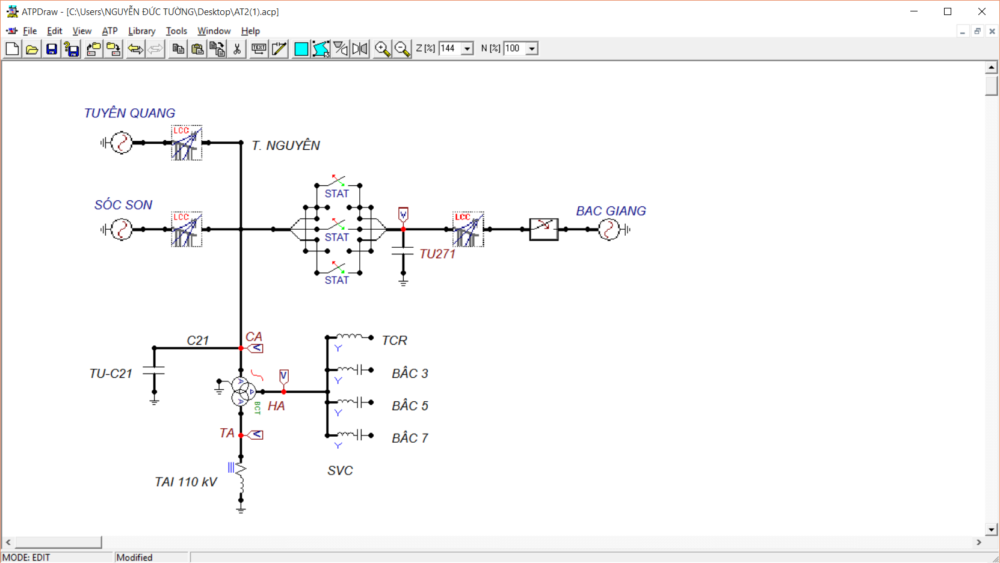 ATPDraw - [C:\Users\NGUYỄN ĐỨC TƯỜNG\Desktop\AT2(1).acp]
File Edit View ATP Library Tools Window Help
TEXT Z [%] 144 N [%] 100
TUYÊN QUANG
LCC
T. NGUYÊN
STAT
SÓC SON
LCC
STAT
V
LCC
BAC GIANG
TU271
STAT
C21
CA
V
TCR
Y
TU-C21
V
BÂC 3
Y
A
A
BCT
HA
BÂC 5
Y
TA
V
BÂC 7
Y
SVC
TAI 110 kV
MODE: EDIT Modified